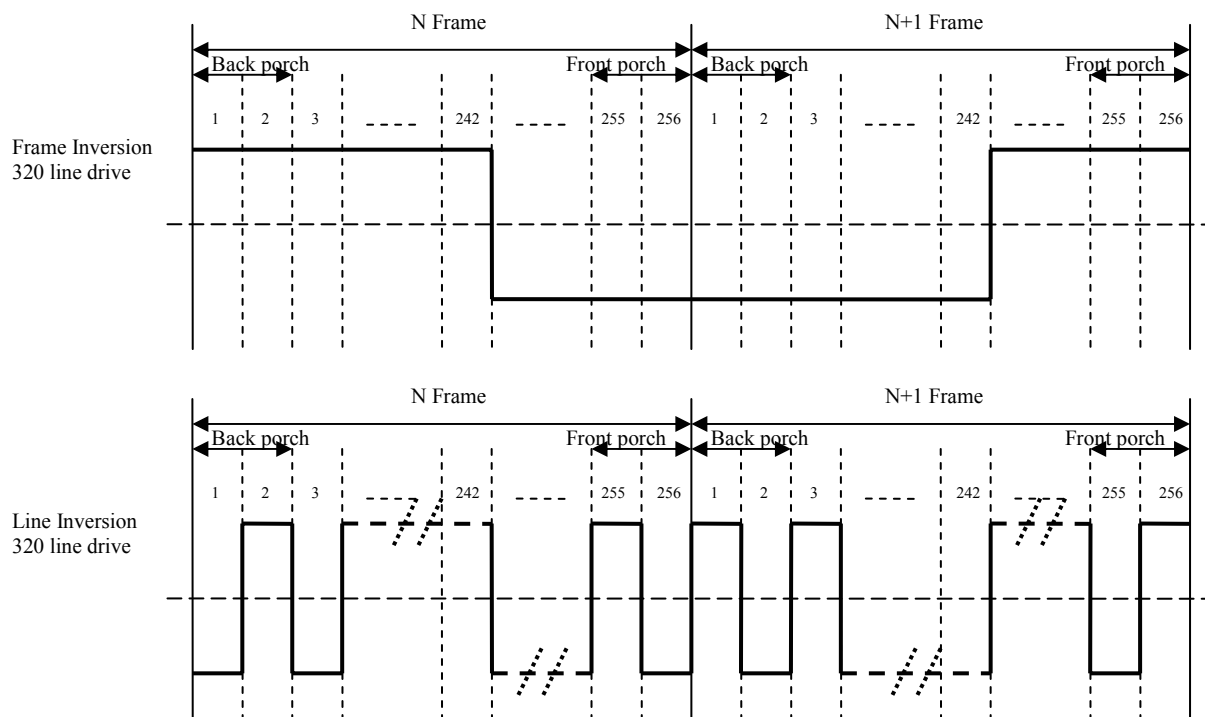 N Frame N+1 Frame
Back porch Front porch Back porch Front porch
1 2 3 ----- 242 ----- 255 256 1 2 3 ----- 242 ----- 255 256
Frame Inversion
320 line drive
N Frame N+1 Frame
Back porch Front porch Back porch Front porch
1 2 3 ----- 242 ----- 255 256 1 2 3 ----- 242 ----- 255 256
Line Inversion
320 line drive